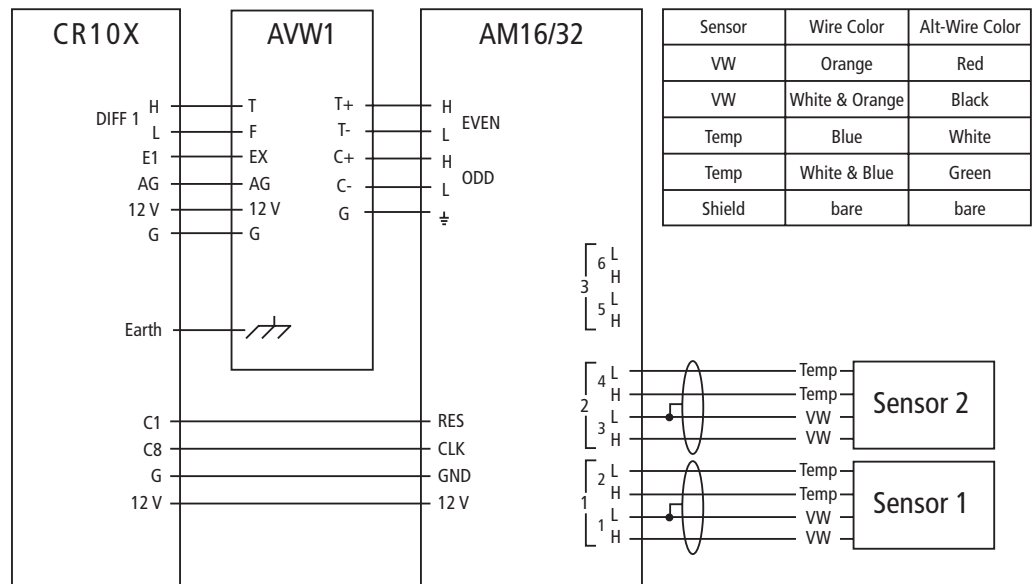 CR10X
AVW1
AM16/32
DIFF 1
H
L
E1
AG
12 V
G
Earth
C1
C8
G
12 V
T
F
EX
AG
12 V
G
T+
T-
C+
C-
G
H
L
EVEN
H
L
ODD
RES
CLK
GND
12 V
3
6 L
H
5 L
H
2
4 L
H
3 L
H
1
2 L
H
1 L
H
Temp
Temp
VW
VW
Sensor 2
Temp
Temp
VW
VW
Sensor 1
Sensor Wire Color Alt-Wire Color
VW Orange Red
VW White & Orange Black
Temp Blue White
Temp White & Blue Green
Shield bare bare